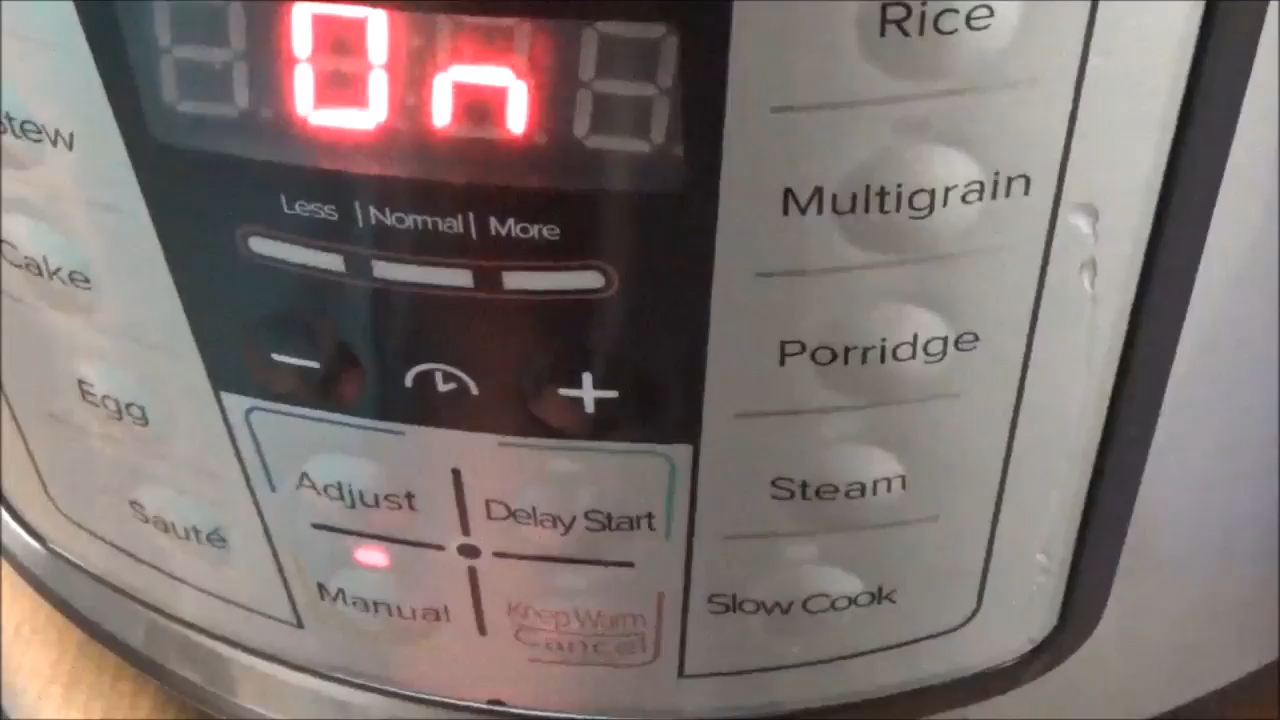 On
Less | Normal | More
− +
Stew
Cake
Egg
Sauté
Adjust
Delay Start
Manual
Keep Warm
Cancel
Rice
Multigrain
Porridge
Steam
Slow Cook